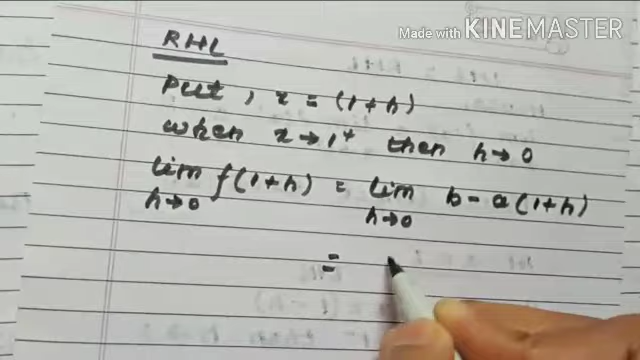 Made with KINEMASTER
RHL
Put, x = (1+h)
when x→1⁺ then h→0
lim f(1+h) = lim b-a(1+h)
h→0 h→0
=